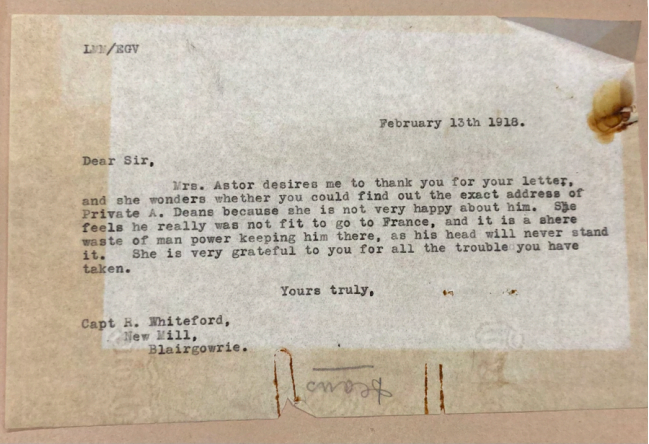 LMM/EGV
February 13th 1918.
Dear Sir,
Mrs. Astor desires me to thank you for your letter,
and she wonders whether you could find out the exact address of
Private A. Deans because she is not very happy about him. She
feels he really was not fit to go to France, and it is a shere
waste of man power keeping him there, as his head will never stand
it. She is very grateful to you for all the trouble you have
taken.
Yours truly,
Capt R. Whiteford,
New Mill,
Blairgowrie.
Deans